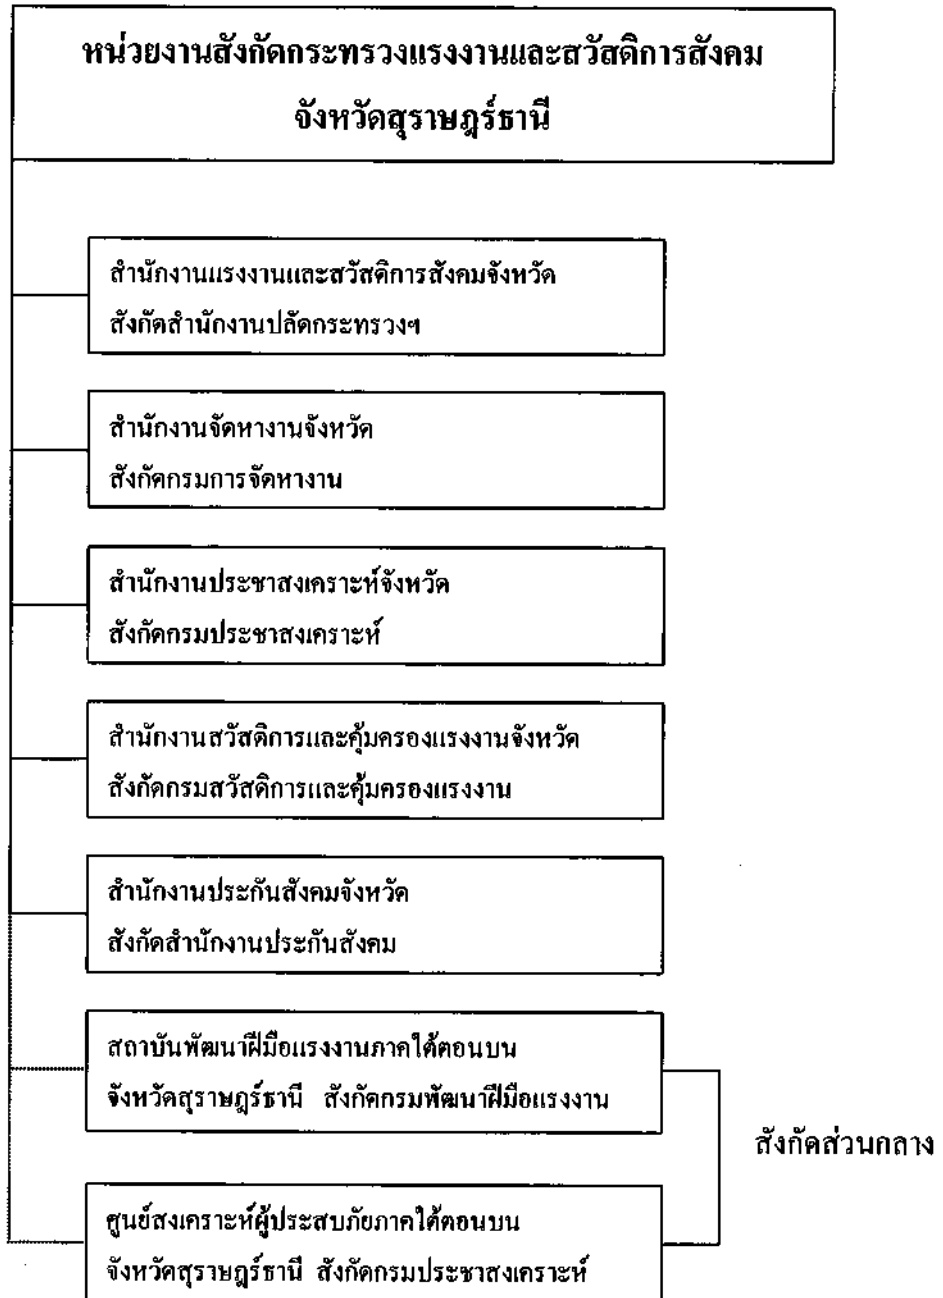 หน่วยงานสังกัดกระทรวงแรงงานและสวัสดิการสังคม
จังหวัดสุราษฎร์ธานี
สำนักงานแรงงานและสวัสดิการสังคมจังหวัด
สังกัดสำนักงานปลัดกระทรวงฯ
สำนักงานจัดหางานจังหวัด
สังกัดกรมการจัดหางาน
สำนักงานประชาสงเคราะห์จังหวัด
สังกัดกรมประชาสงเคราะห์
สำนักงานสวัสดิการและคุ้มครองแรงงานจังหวัด
สังกัดกรมสวัสดิการและคุ้มครองแรงงาน
สำนักงานประกันสังคมจังหวัด
สังกัดสำนักงานประกันสังคม
สถาบันพัฒนาฝีมือแรงงานภาคใต้ตอนบน
จังหวัดสุราษฎร์ธานี สังกัดกรมพัฒนาฝีมือแรงงาน
สังกัดส่วนกลาง
ศูนย์สงเคราะห์ผู้ประสบภัยภาคใต้ตอนบน
จังหวัดสุราษฎร์ธานี สังกัดกรมประชาสงเคราะห์